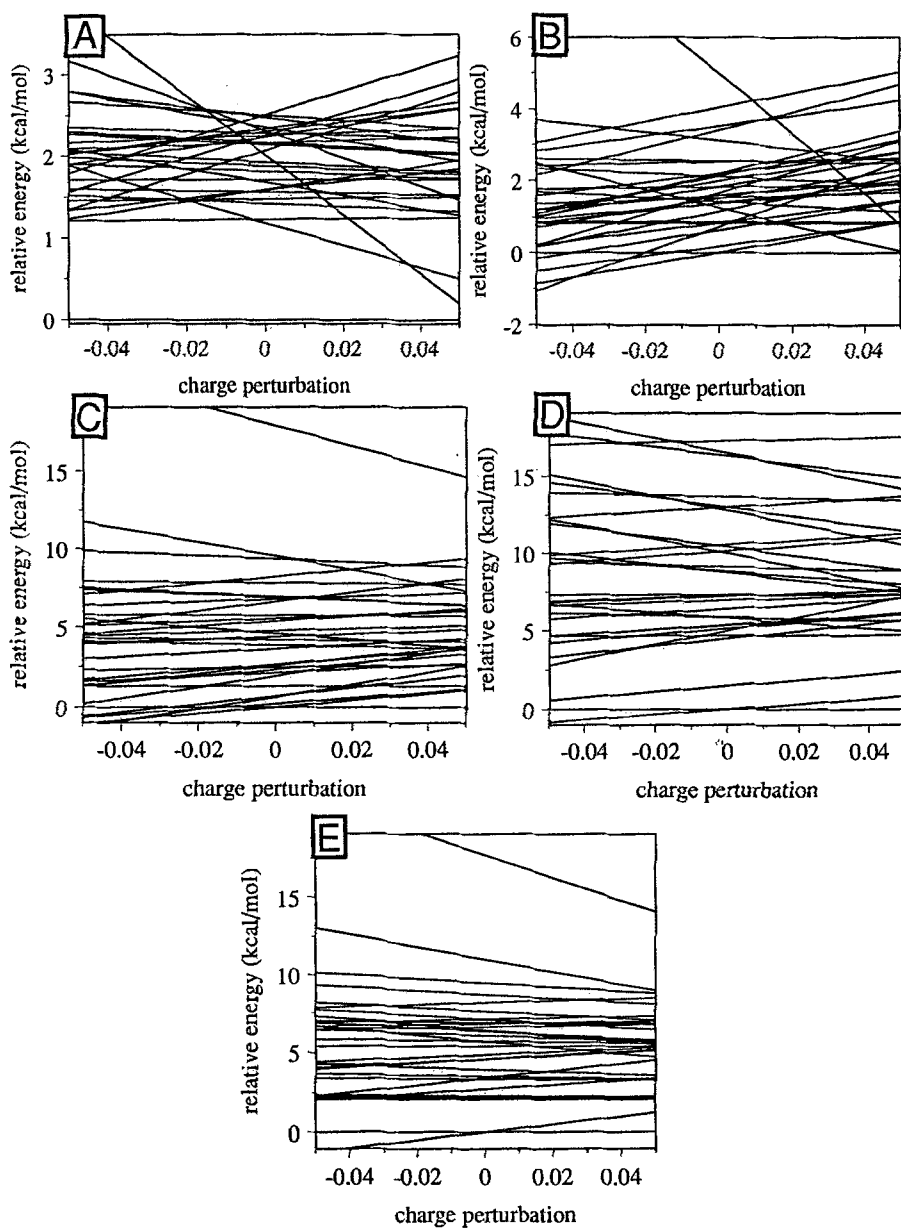 A
relative energy (kcal/mol)
3
2
1
0
-0.04 -0.02 0 0.02 0.04
charge perturbation
B
relative energy (kcal/mol)
6
4
2
0
-2
-0.04 -0.02 0 0.02 0.04
charge perturbation
C
relative energy (kcal/mol)
15
10
5
0
-0.04 -0.02 0 0.02 0.04
charge perturbation
D
relative energy (kcal/mol)
15
10
5
0
-0.04 -0.02 0 0.02 0.04
charge perturbation
E
relative energy (kcal/mol)
15
10
5
0
-0.04 -0.02 0 0.02 0.04
charge perturbation